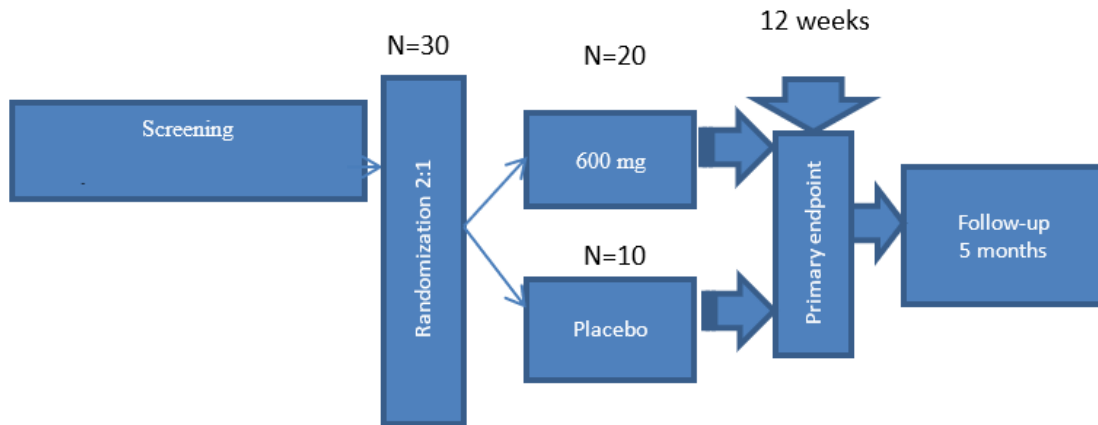 12 weeks
N=30
N=20
Screening
.
Randomization 2:1
600 mg
N=10
Placebo
Primary endpoint
Follow-up
5 months